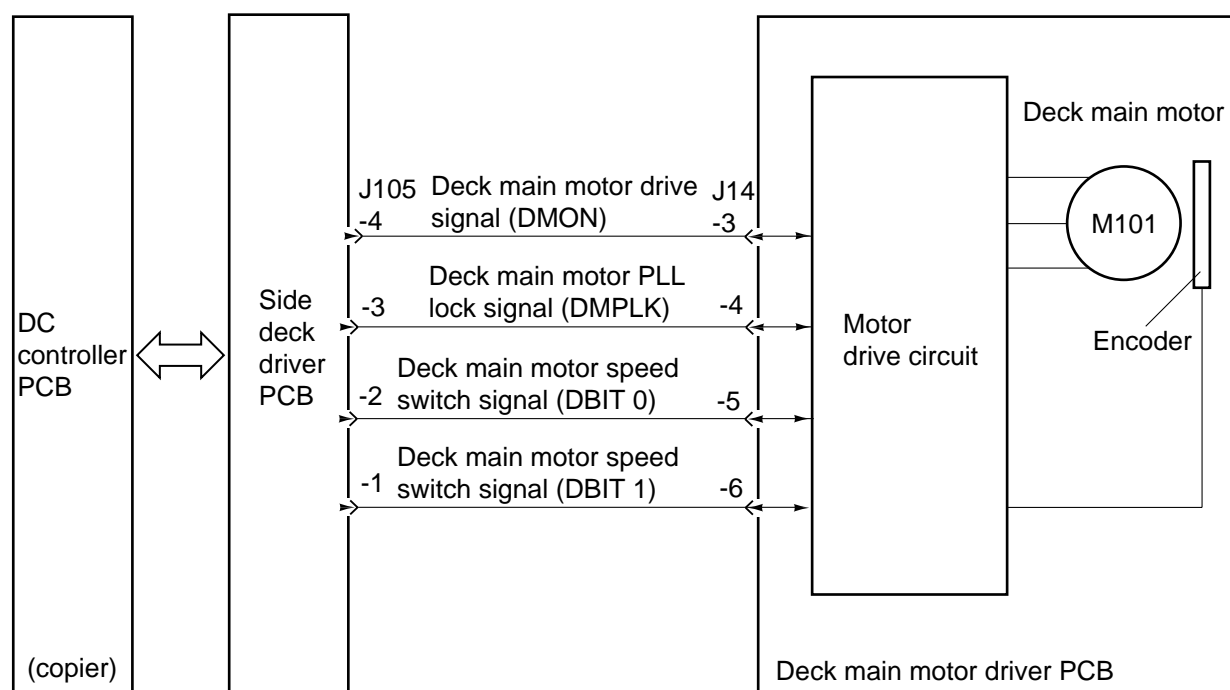 DC
controller
PCB
(copier)
Side
deck
driver
PCB
J105
Deck main motor drive
signal (DMON)
J14
-4
-3
Deck main motor PLL
lock signal (DMPLK)
-3
-4
Deck main motor speed
switch signal (DBIT 0)
-2
-5
Deck main motor speed
switch signal (DBIT 1)
-1
-6
Motor
drive circuit
Deck main motor
M101
Encoder
Deck main motor driver PCB